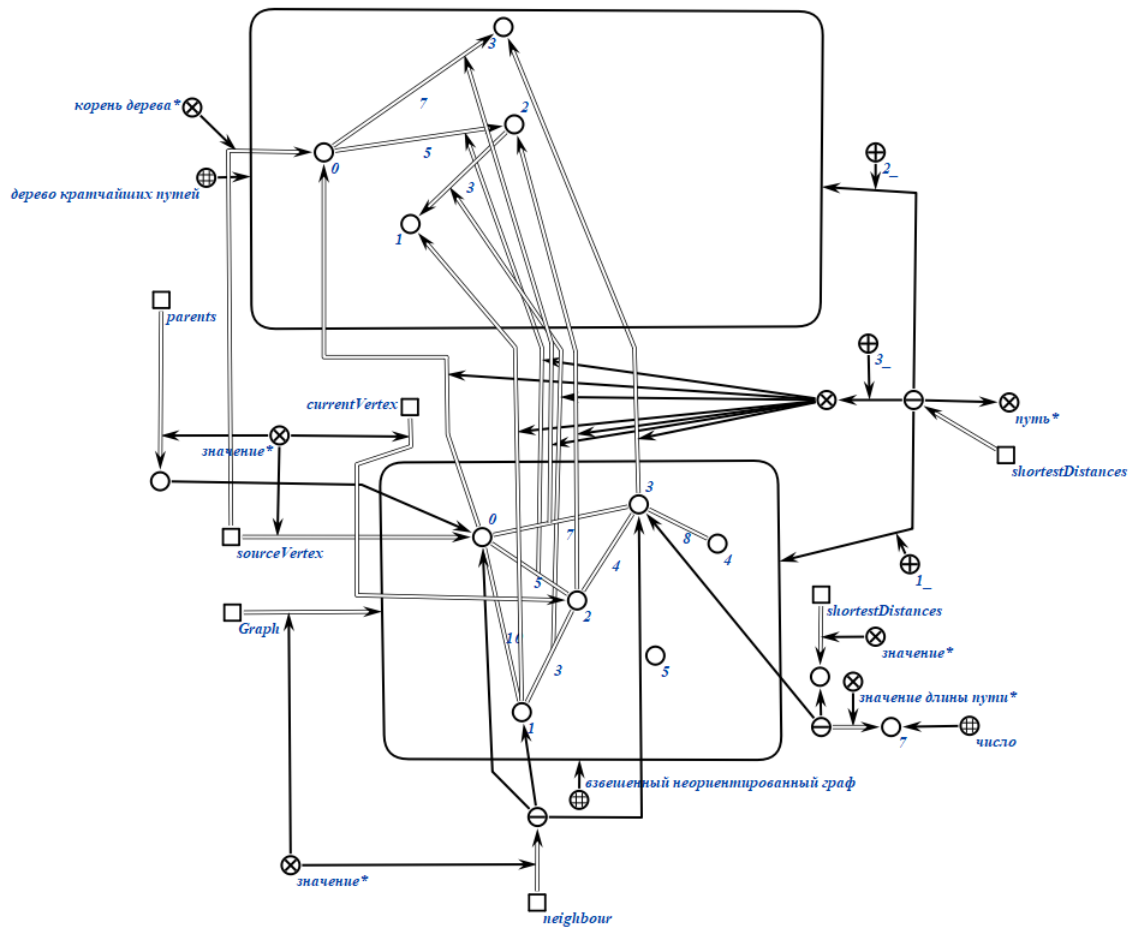 3
корень дерева*
7
2
5
0
2_
дерево кратчайших путей
3
1
parents
3_
currentVertex
путь*
значение*
shortestDistances
3
0
7
8
4
sourceVertex
5
4
1_
2
shortestDistances
Graph
3
5
значение*
значение длины пути*
1
7
число
взвешенный неориентированный граф
значение*
neighbour